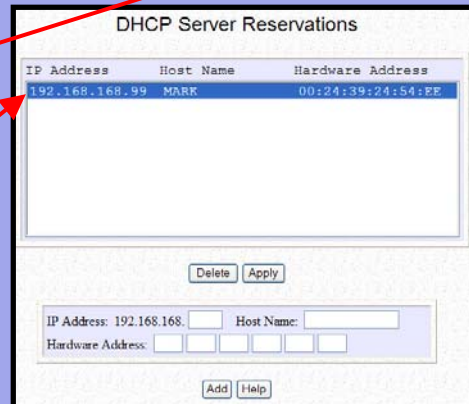 DHCP Server Reservations
IP Address Host Name Hardware Address
192.168.168.99 MARK 00:24:39:24:54:EE
Delete Apply
IP Address: 192.168.168. Host Name:
Hardware Address:
Add Help